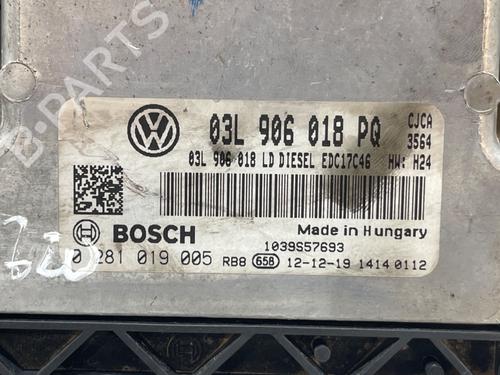 B-PARTS
03L 906 018 PQ
CJCA
3564
03L 906 018 LD DIESEL EDC17C46 HW: H24
BOSCH
Made in Hungary
1039S57693
0 281 019 005 RB8 658 12-12-19 1414 0112